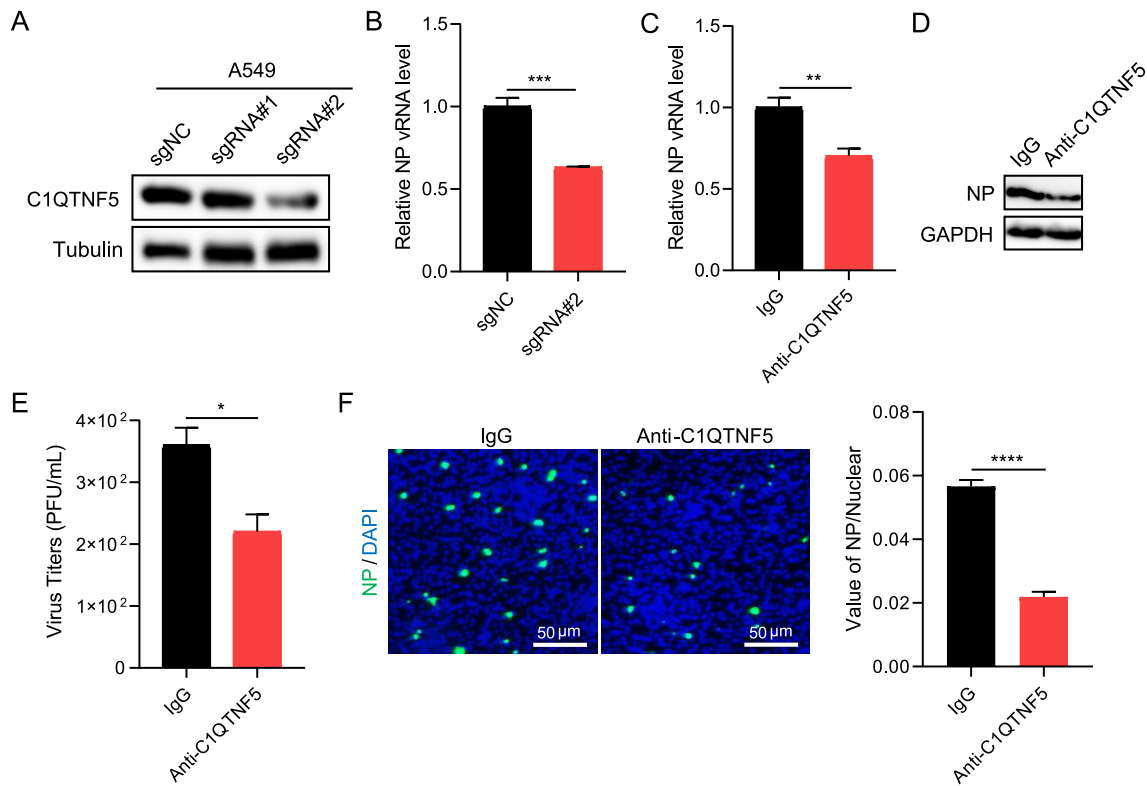 A
A549
sgNC
sgRNA#1
sgRNA#2
C1QTNF5
Tubulin
B
Relative NP vRNA level
1.5
1.0
0.5
0.0
***
sgNC
sgRNA#2
C
Relative NP vRNA level
1.5
1.0
0.5
0.0
**
IgG
Anti-C1QTNF5
D
IgG
Anti-C1QTNF5
NP
GAPDH
E
Virus Titers (PFU/mL)
4×10²
3×10²
2×10²
1×10²
0
*
IgG
Anti-C1QTNF5
F
IgG
Anti-C1QTNF5
NP / DAPI
50 μm
50 μm
Value of NP/Nuclear
0.08
0.06
0.04
0.02
0.00
****
IgG
Anti-C1QTNF5